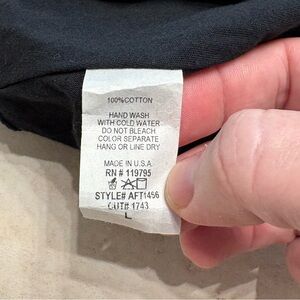 100%COTTON
HAND WASH
WITH COLD WATER
DO NOT BLEACH
COLOR SEPARATE
HANG OR LINE DRY
MADE IN U.S.A.
RN # 119795
STYLE# AFT1456
CUT# 1743
L